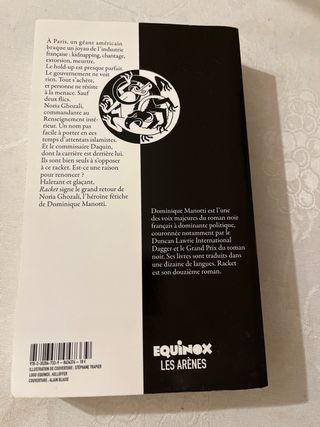 À Paris, un géant américain
braque un joyau de l'industrie
française : kidnapping, chantage,
extorsion, meurtre.
Le hold-up est presque parfait.
Le gouvernement ne voit
rien. Tout s'achète,
et personne ne résiste
à la menace. Sauf
deux flics.
Noria Ghozali,
commandante au
Renseignement inté-
rieur. Un nom pas
facile à porter en ces
temps d'attentats islamistes.
Et le commissaire Daquin,
dont la carrière est derrière lui.
Ils sont bien seuls à s'opposer
à ce racket. Est-ce une raison
pour renoncer ?
Haletant et glaçant,
Racket signe le grand retour de
Noria Ghozali, l'héroïne fétiche
de Dominique Manotti.
Dominique Manotti est l'une
des voix majeures du roman noir
français à dominante politique,
couronnée notamment par le
Duncan Lawrie International
Dagger et le Grand Prix du roman
noir. Ses livres sont traduits dans
une dizaine de langues. Racket
est son douzième roman.
EQUINOX
LES ARÈNES
ILLUSTRATION DE COUVERTURE : STÉPHANE TRAPIER
LOGO EQUINOX : KILLOFFER
COUVERTURE : ALAIN BLAISE